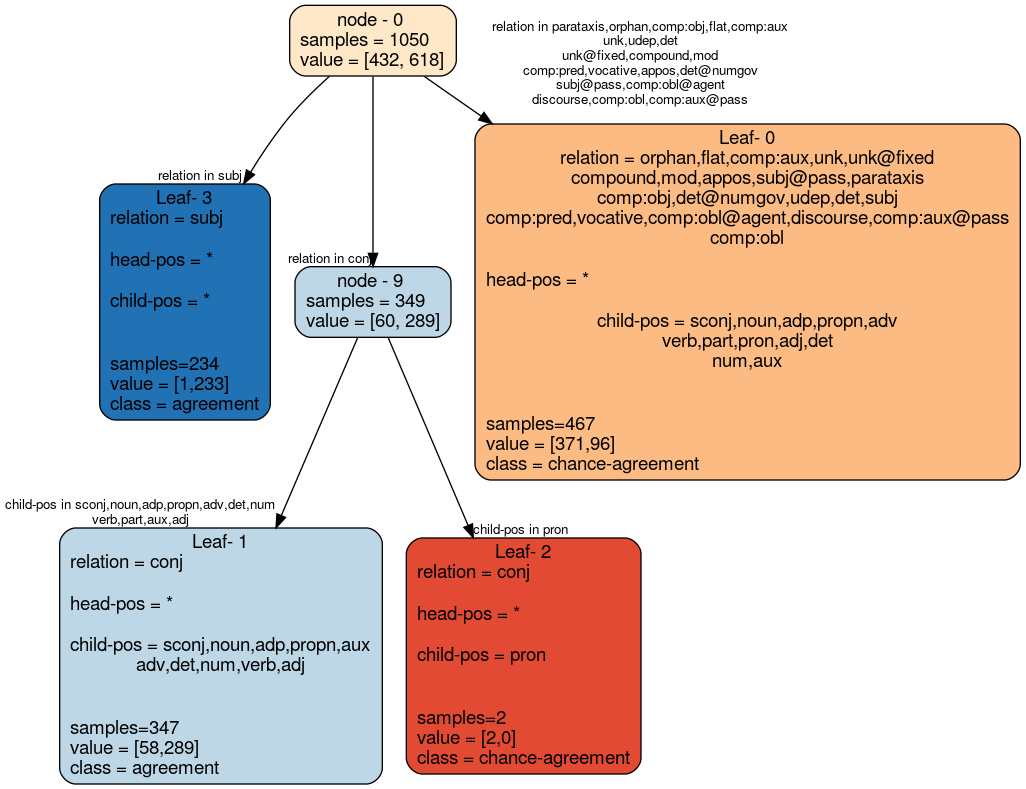 node - 0
samples = 1050
value = [432, 618]
relation in parataxis,orphan,comp:obj,flat,comp:aux
unk,udep,det
unk@fixed,compound,mod
comp:pred,vocative,appos,det@numgov
subj@pass,comp:obl@agent
discourse,comp:obl,comp:aux@pass
relation in subj
Leaf- 3
relation = subj
head-pos = *
child-pos = *
samples=234
value = [1,233]
class = agreement
relation in conj
node - 9
samples = 349
value = [60, 289]
Leaf- 0
relation = orphan,flat,comp:aux,unk,unk@fixed
compound,mod,appos,subj@pass,parataxis
comp:obj,det@numgov,udep,det,subj
comp:pred,vocative,comp:obl@agent,discourse,comp:aux@pass
comp:obl
head-pos = *
child-pos = sconj,noun,adp,propn,adv
verb,part,pron,adj,det
num,aux
samples=467
value = [371,96]
class = chance-agreement
child-pos in sconj,noun,adp,propn,adv,det,num
verb,part,aux,adj
Leaf- 1
relation = conj
head-pos = *
child-pos = sconj,noun,adp,propn,aux
adv,det,num,verb,adj
samples=347
value = [58,289]
class = agreement
child-pos in pron
Leaf- 2
relation = conj
head-pos = *
child-pos = pron
samples=2
value = [2,0]
class = chance-agreement